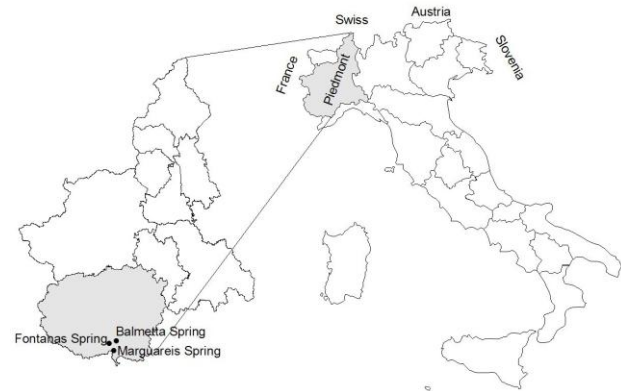 Swiss
Austria
Slovenia
France
Piedmont
Balmetta Spring
Fontanas Spring
Marguareis Spring